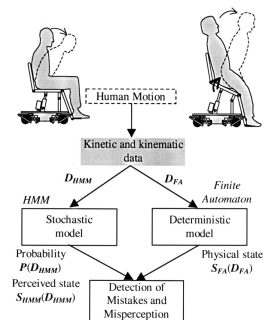 Human Motion
Kinetic and kinematic
data
D_HMM
D_FA
HMM
Finite
Automaton
Stochastic
model
Deterministic
model
Probability
P(D_HMM)
Perceived state
S_HMM(D_HMM)
Physical state
S_FA(D_FA)
Detection of
Mistakes and
Misperception